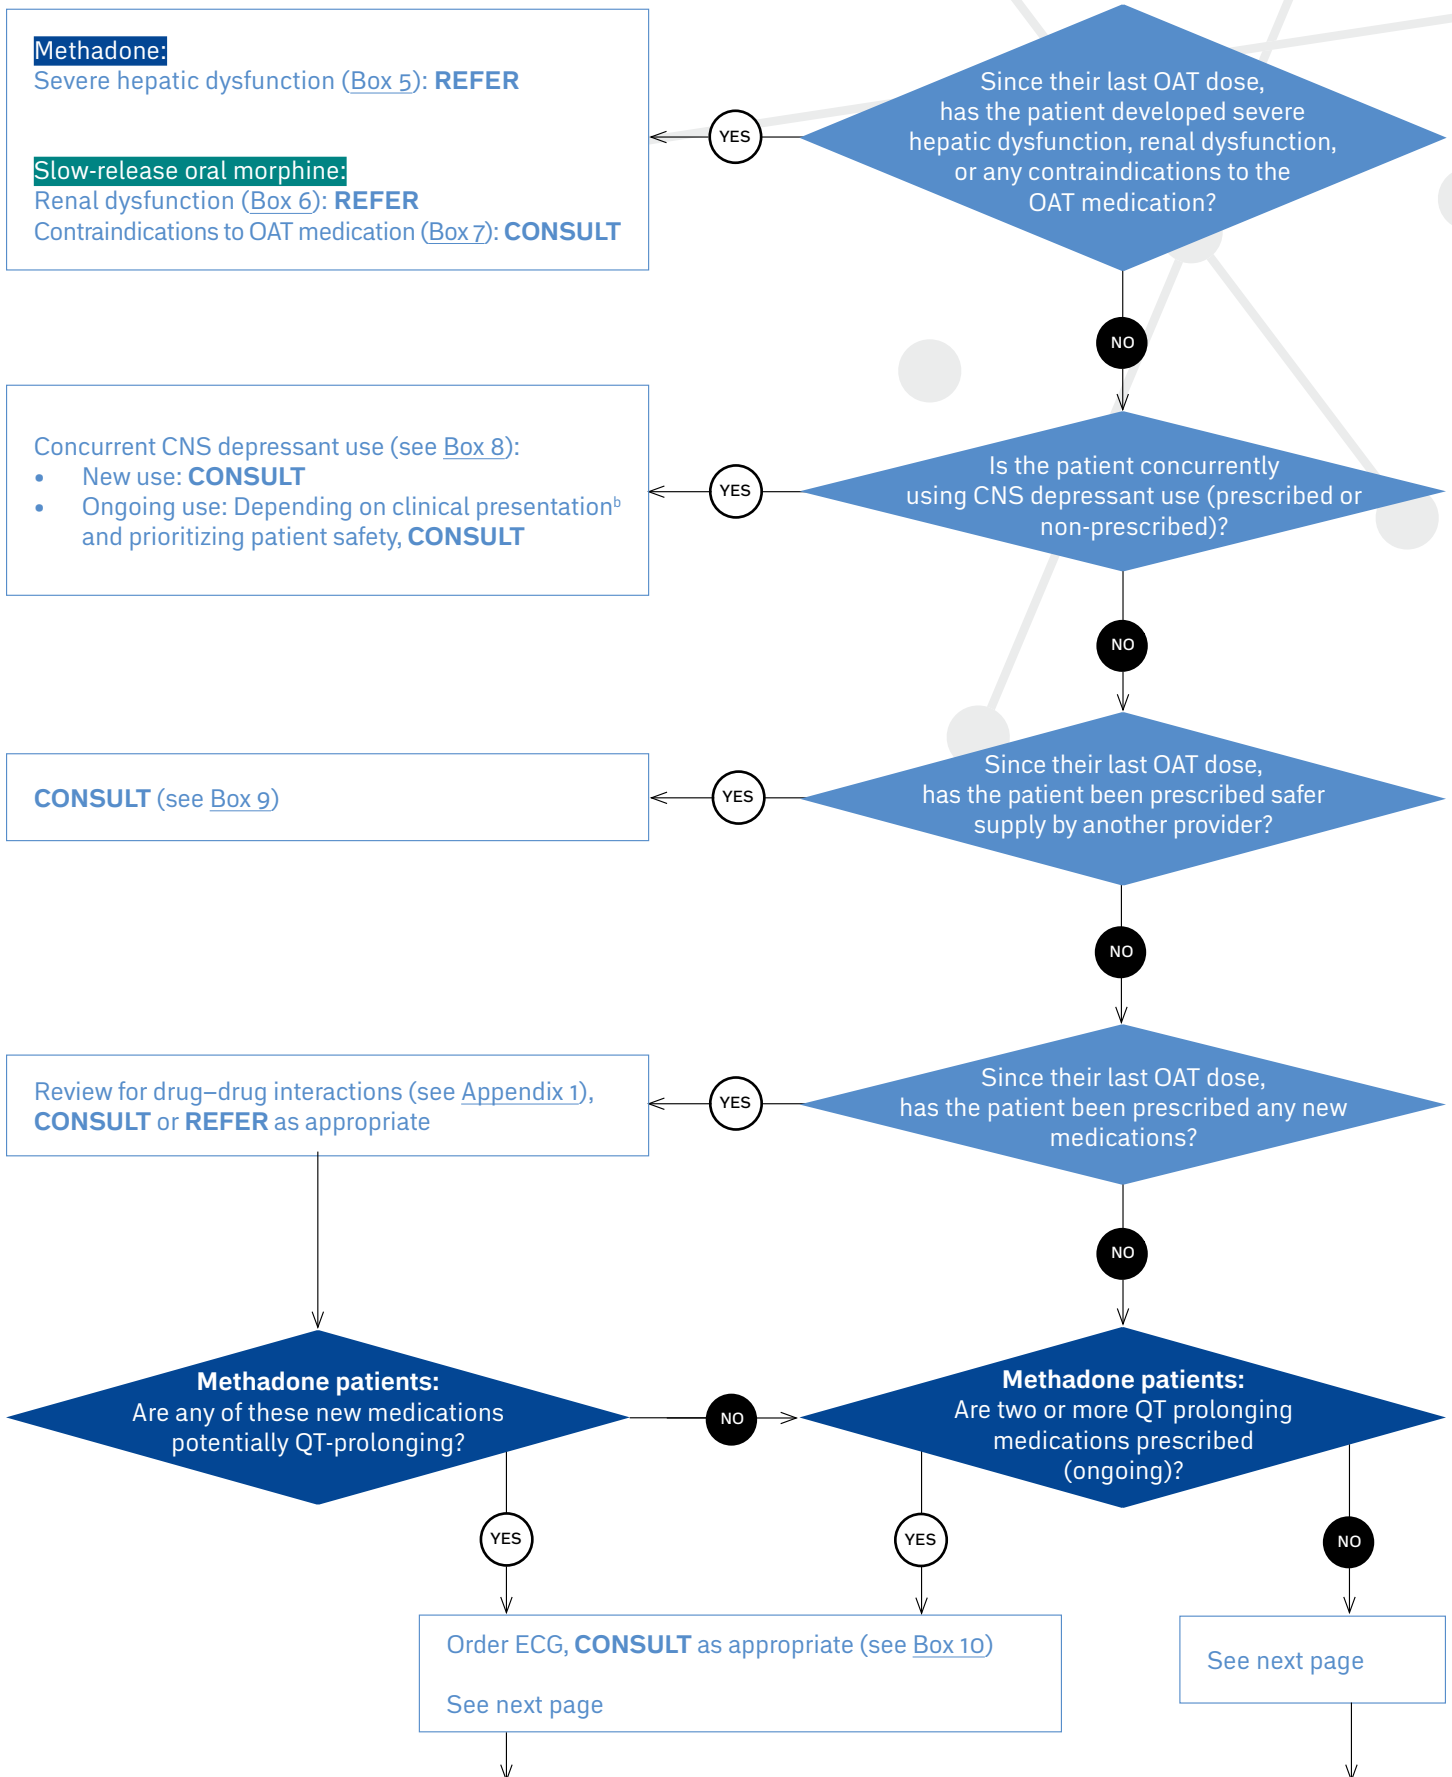 Methadone:
Severe hepatic dysfunction (Box 5): REFER
Slow-release oral morphine:
Renal dysfunction (Box 6): REFER
Contraindications to OAT medication (Box 7): CONSULT
YES
Since their last OAT dose,
has the patient developed severe
hepatic dysfunction, renal dysfunction,
or any contraindications to the
OAT medication?
NO
Concurrent CNS depressant use (see Box 8):
• New use: CONSULT
• Ongoing use: Depending on clinical presentationᵇ
and prioritizing patient safety, CONSULT
YES
Is the patient concurrently
using CNS depressant use (prescribed or
non-prescribed)?
NO
CONSULT (see Box 9)
YES
Since their last OAT dose,
has the patient been prescribed safer
supply by another provider?
NO
Review for drug–drug interactions (see Appendix 1),
CONSULT or REFER as appropriate
YES
Since their last OAT dose,
has the patient been prescribed any new
medications?
NO
Methadone patients:
Are any of these new medications
potentially QT-prolonging?
NO
Methadone patients:
Are two or more QT prolonging
medications prescribed
(ongoing)?
YES
YES
NO
Order ECG, CONSULT as appropriate (see Box 10)
See next page
See next page